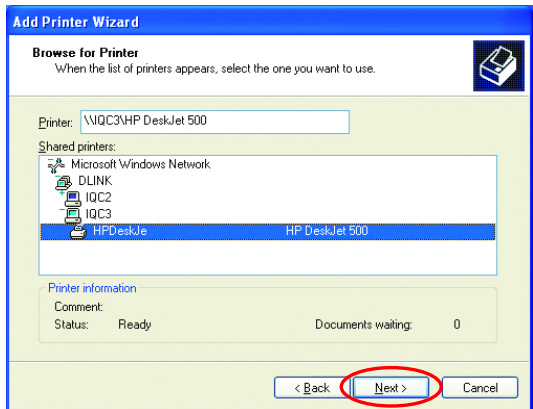 Add Printer Wizard
Browse for Printer
When the list of printers appears, select the one you want to use.
Printer: \\IQC3\HP DeskJet 500
Shared printers:
Microsoft Windows Network
DLINK
IQC2
IQC3
HPDeskJe HP DeskJet 500
Printer information
Comment:
Status: Ready Documents waiting: 0
< Back Next > Cancel